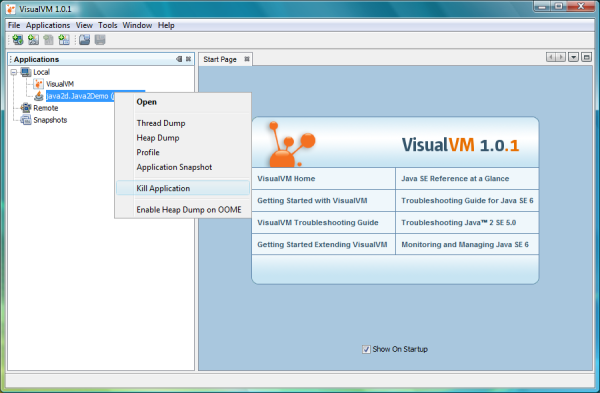 VisualVM 1.0.1
File Applications View Tools Window Help
Applications
Start Page
Local
VisualVM
java2d.Java2Demo (
Remote
Snapshots
Open
Thread Dump
Heap Dump
Profile
Application Snapshot
Kill Application
Enable Heap Dump on OOME
VisualVM 1.0.1
VisualVM Home
Java SE Reference at a Glance
Getting Started with VisualVM
Troubleshooting Guide for Java SE 6
VisualVM Troubleshooting Guide
Troubleshooting Java™ 2 SE 5.0
Getting Started Extending VisualVM
Monitoring and Managing Java SE 6
Show On Startup